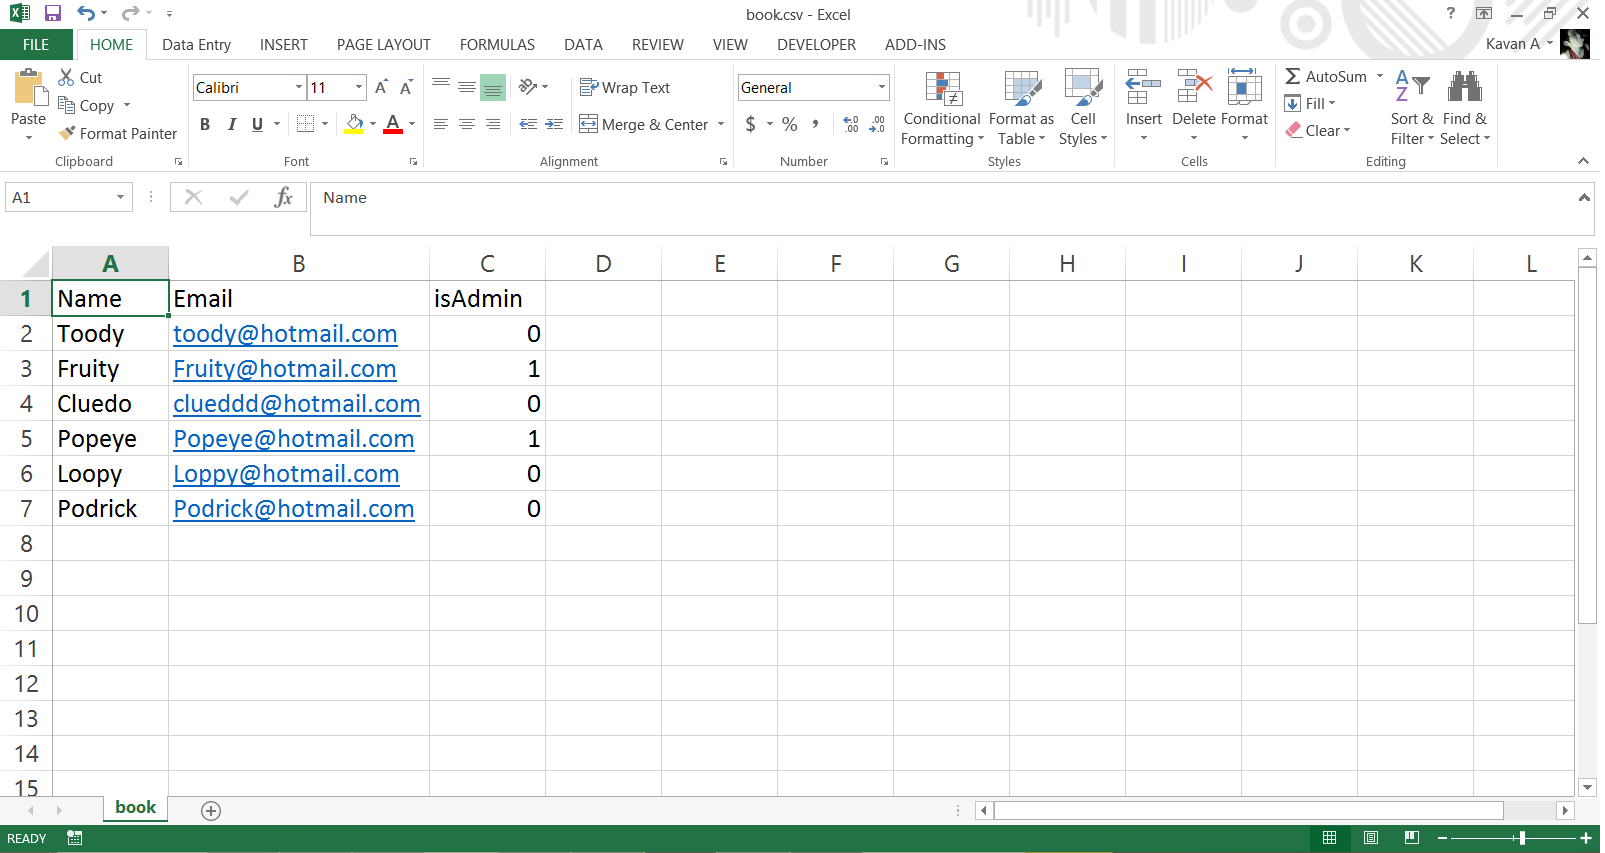 book.csv - Excel
?
FILE HOME Data Entry INSERT PAGE LAYOUT FORMULAS DATA REVIEW VIEW DEVELOPER ADD-INS Kavan A
Cut
Copy
Format Painter
Paste
Clipboard
Calibri 11 A A
B I U A
Font
Wrap Text
Merge & Center
Alignment
General
$ % , .0 .00 .00 .0
Number
Conditional Formatting
Format as Table
Cell Styles
Styles
Insert Delete Format
Cells
Σ AutoSum
Fill
Clear
A Z
Sort & Filter
Find & Select
Editing
A1 fx Name
A B C D E F G H I J K L
1 Name Email isAdmin
2 Toody toody@hotmail.com 0
3 Fruity Fruity@hotmail.com 1
4 Cluedo clueddd@hotmail.com 0
5 Popeye Popeye@hotmail.com 1
6 Loopy Loppy@hotmail.com 0
7 Podrick Podrick@hotmail.com 0
8
9
10
11
12
13
14
15
book
READY